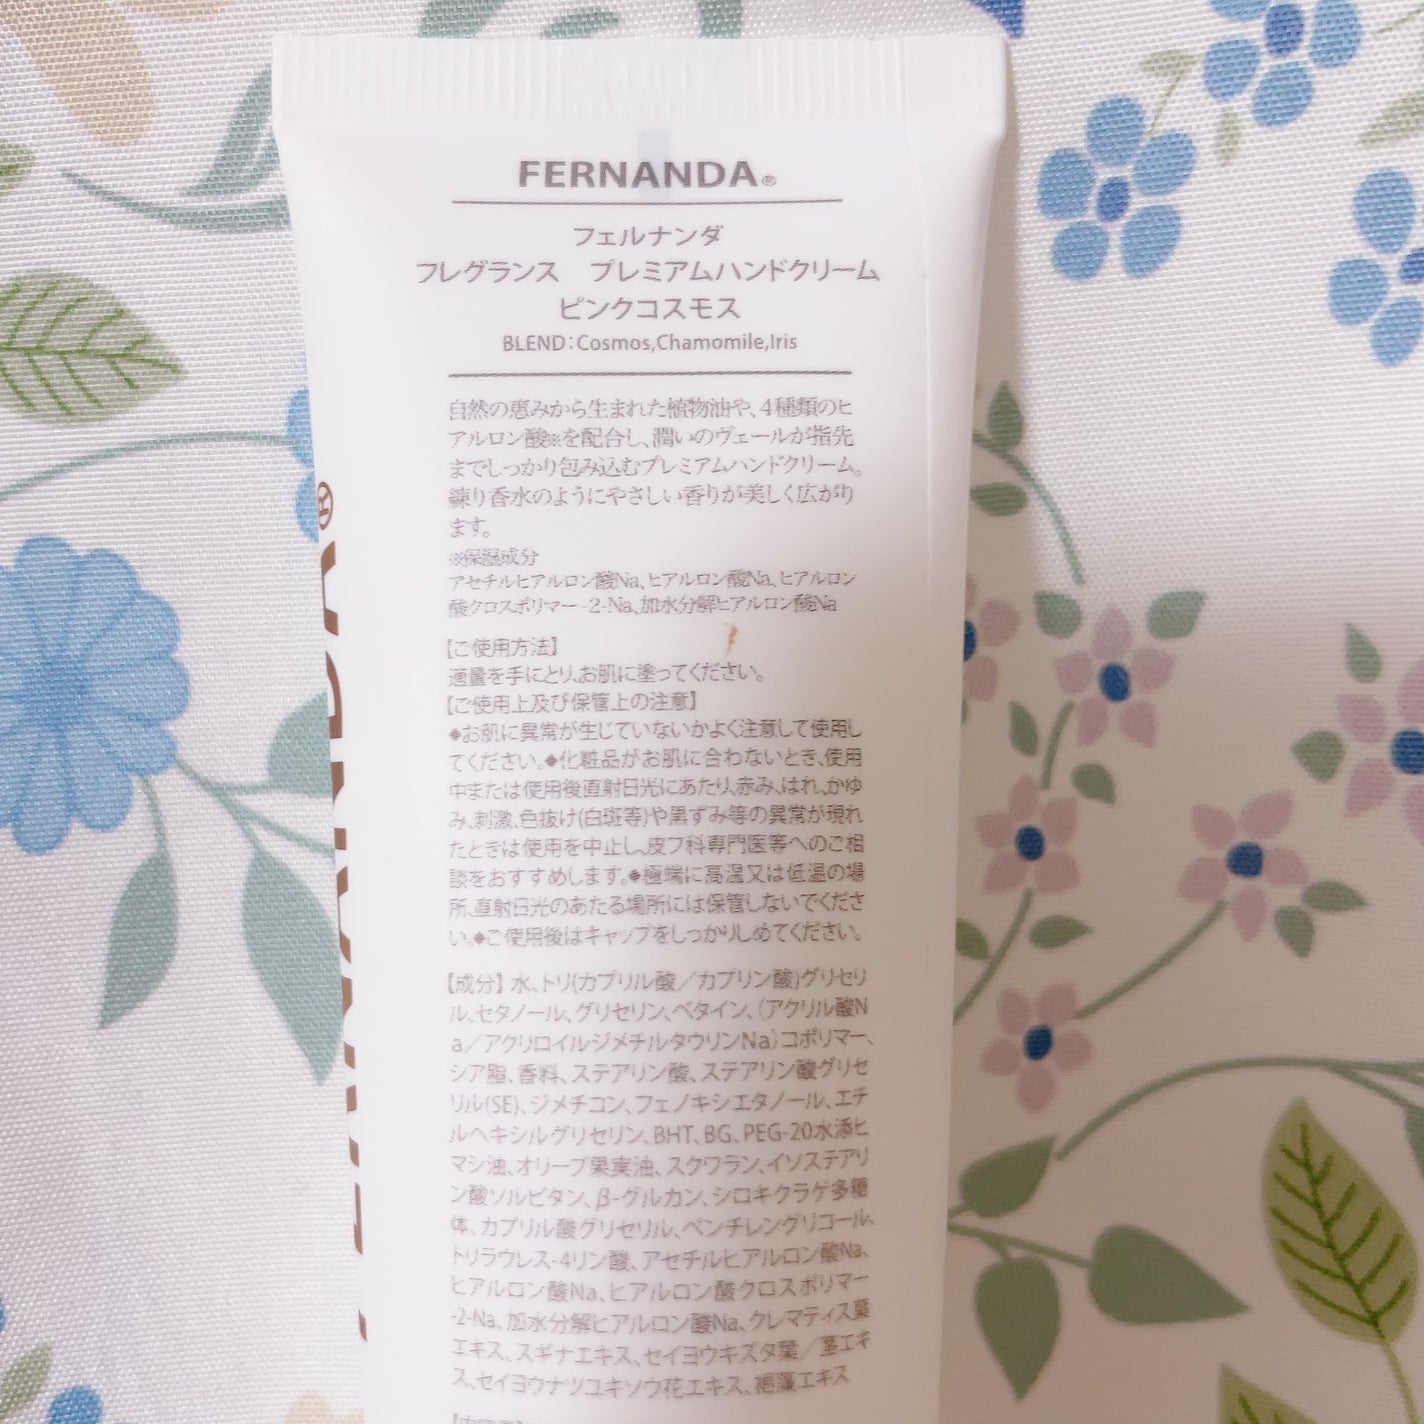 FERNANDA®
フェルナンダ
フレグランス　プレミアムハンドクリーム
ピンクコスモス
BLEND:Cosmos,Chamomile,Iris
自然の恵みから生まれた植物油や、4種類のヒ
アルロン酸※を配合し、潤いのヴェールが指先
までしっかり包み込むプレミアムハンドクリーム。
練り香水のようにやさしい香りが美しく広がり
ます。
※保湿成分
アセチルヒアルロン酸Na、ヒアルロン酸Na、ヒアルロン
酸クロスポリマー-2-Na、加水分解ヒアルロン酸Na
【ご使用方法】
適量を手にとり、お肌に塗ってください。
【ご使用上及び保管上の注意】
◆お肌に異常が生じていないかよく注意して使用し
てください。◆化粧品がお肌に合わないとき、使用
中または使用後直射日光にあたり、赤み、はれ、かゆ
み、刺激、色抜け(白斑等)や黒ずみ等の異常が現れ
たときは使用を中止し、皮フ科専門医等へのご相
談をおすすめします。◆極端に高温又は低温の場
所、直射日光のあたる場所には保管しないでくださ
い。◆ご使用後はキャップをしっかりしめてください。
【成分】水、トリ(カプリル酸／カプリン酸)グリセリ
ル、セタノール、グリセリン、ベタイン、(アクリル酸N
a／アクリロイルジメチルタウリンNa)コポリマー、
シア脂、香料、ステアリン酸、ステアリン酸グリセ
リル(SE)、ジメチコン、フェノキシエタノール、エチ
ルヘキシルグリセリン、BHT、BG、PEG-20水添ヒ
マシ油、オリーブ果実油、スクワラン、イソステアリ
ン酸ソルビタン、β-グルカン、シロキクラゲ多糖
体、カプリル酸グリセリル、ペンチレングリコール、
トリラウレス-4リン酸、アセチルヒアルロン酸Na、
ヒアルロン酸Na、ヒアルロン酸クロスポリマー
-2-Na、加水分解ヒアルロン酸Na、クレマティス葉
エキス、スギナエキス、セイヨウキズタ葉／茎エキ
ス、セイヨウナツユキソウ花エキス、褐藻エキス